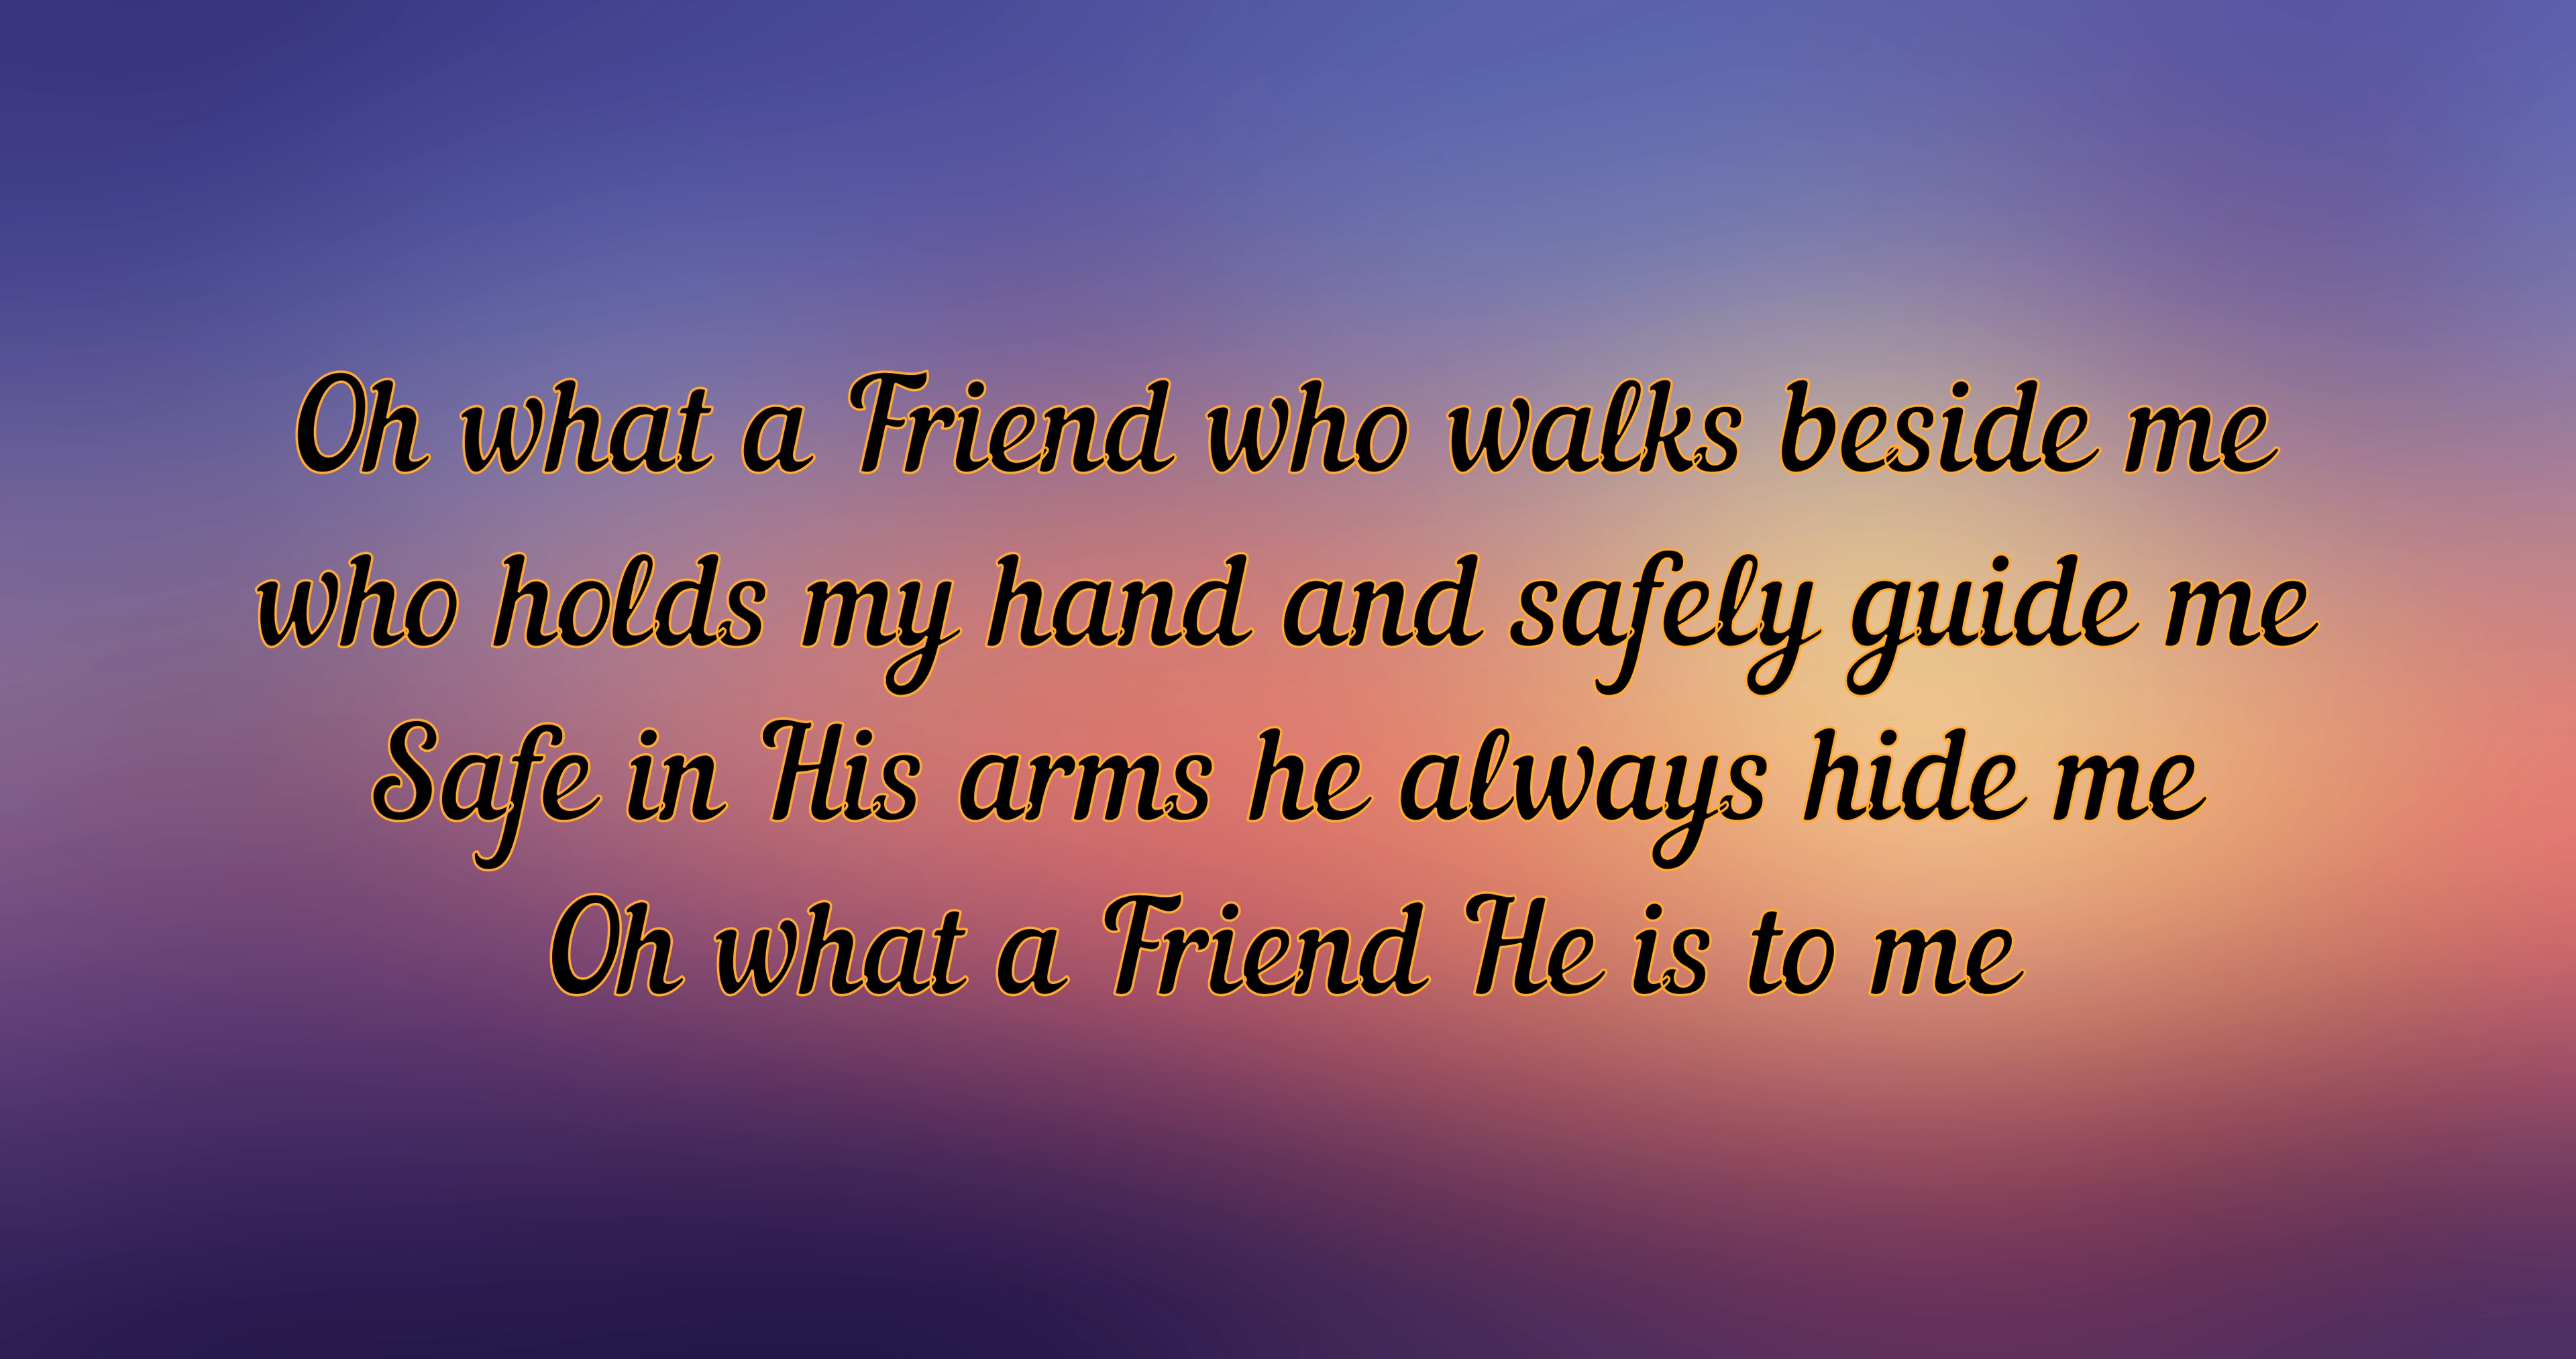 Oh what a Friend who walks beside me
who holds my hand and safely guide me
Safe in His arms he always hide me
Oh what a Friend He is to me